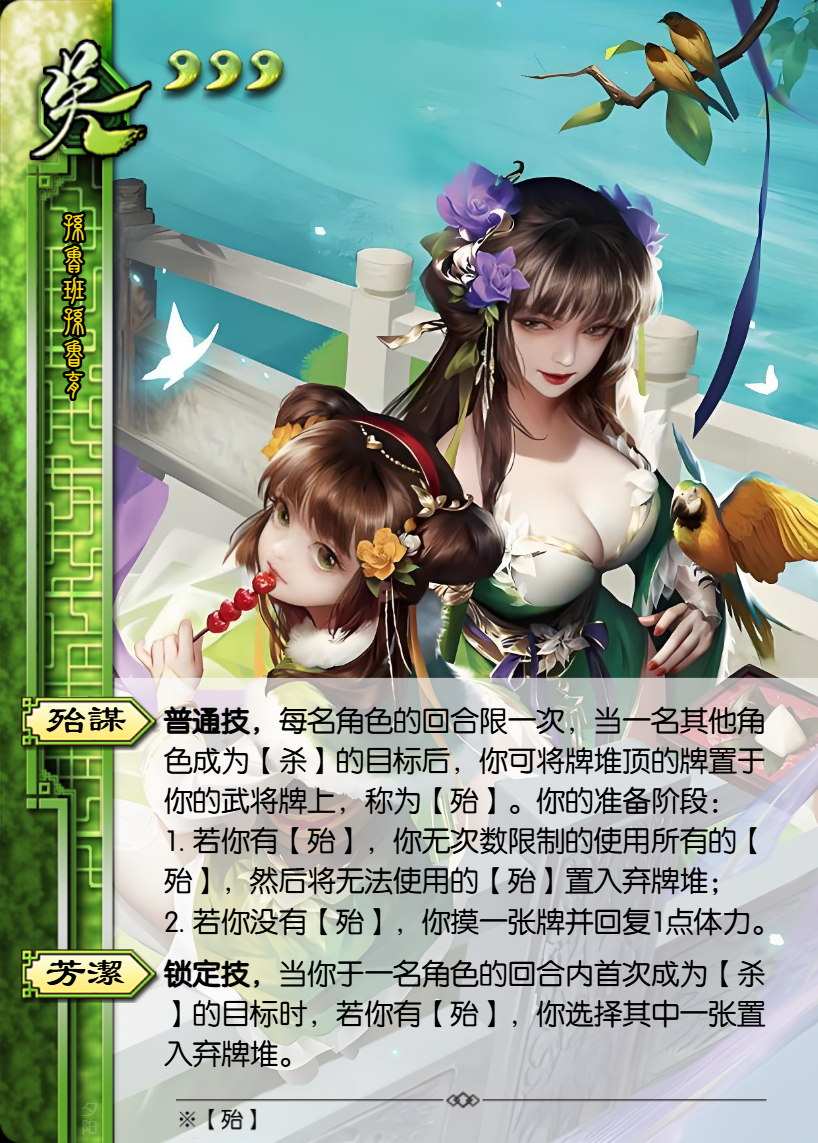 吴
孫魯班孫魯育
殆謀
普通技，每名角色的回合限一次，当一名其他角
色成为【殺】的目标后，你可将牌堆顶的牌置于
你的武将牌上，称为【殆】。你的准备阶段：
1. 若你有【殆】，你无次数限制的使用所有的【
殆】，然后将无法使用的【殆】置入弃牌堆；
2. 若你没有【殆】，你摸一张牌并回复1点体力。
芳潔
锁定技，当你于一名角色的回合内首次成为【杀
】的目标时，若你有【殆】，你选择其中一张置
入弃牌堆。
※【殆】
夕阳